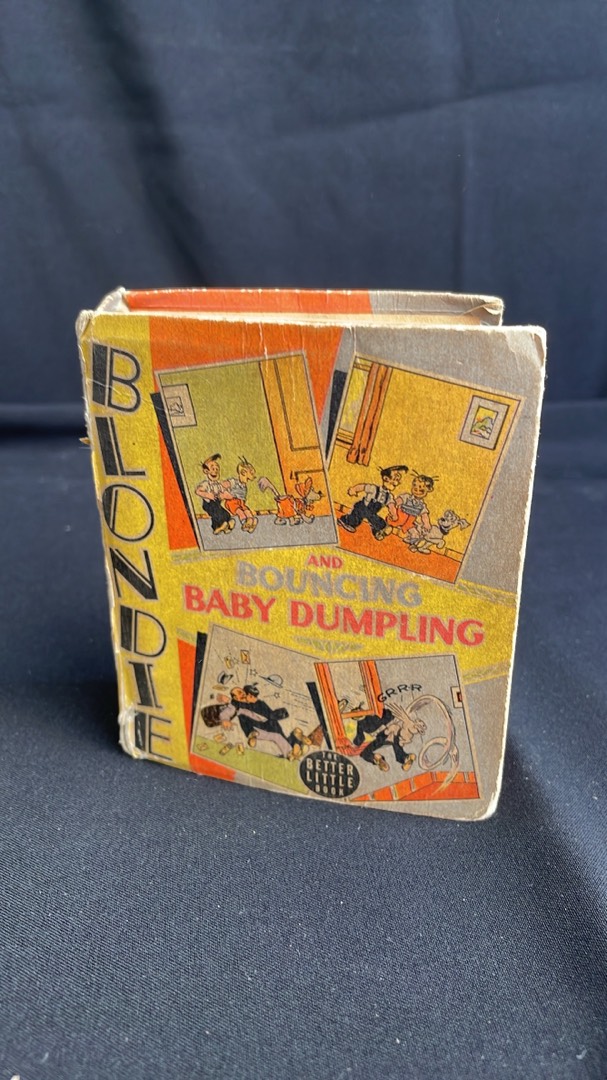 BLONDIE
AND
BOUNCING
BABY DUMPLING
GRRR
THE
BETTER
LITTLE
BOOK